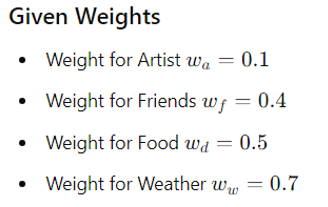 Given Weights
• Weight for Artist wₐ = 0.1
• Weight for Friends w_f = 0.4
• Weight for Food w_d = 0.5
• Weight for Weather w_w = 0.7